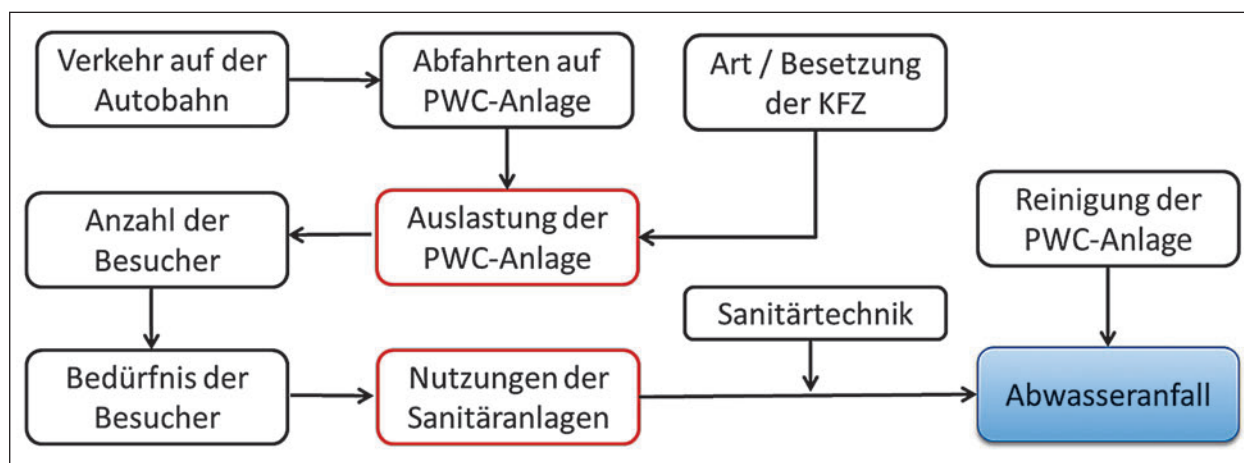 Verkehr auf der
Autobahn
Abfahrten auf
PWC-Anlage
Art / Besetzung
der KFZ
Anzahl der
Besucher
Auslastung der
PWC-Anlage
Reinigung der
PWC-Anlage
Sanitärtechnik
Bedürfnis der
Besucher
Nutzungen der
Sanitäranlagen
Abwasseranfall